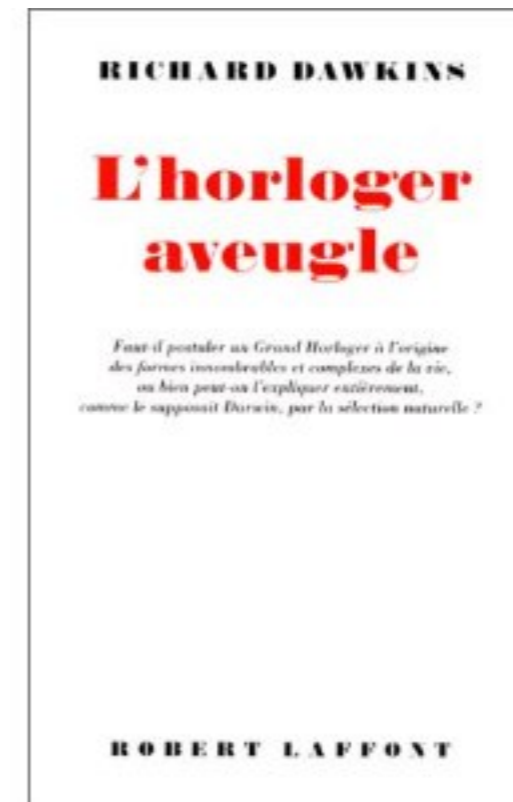 RICHARD DAWKINS
L'horloger
aveugle
Faut-il postuler un Grand Horloger à l'origine
des formes innombrables et complexes de la vie,
ou bien peut-on l'expliquer entièrement,
comme le supposait Darwin, par la sélection naturelle ?
ROBERT LAFFONT